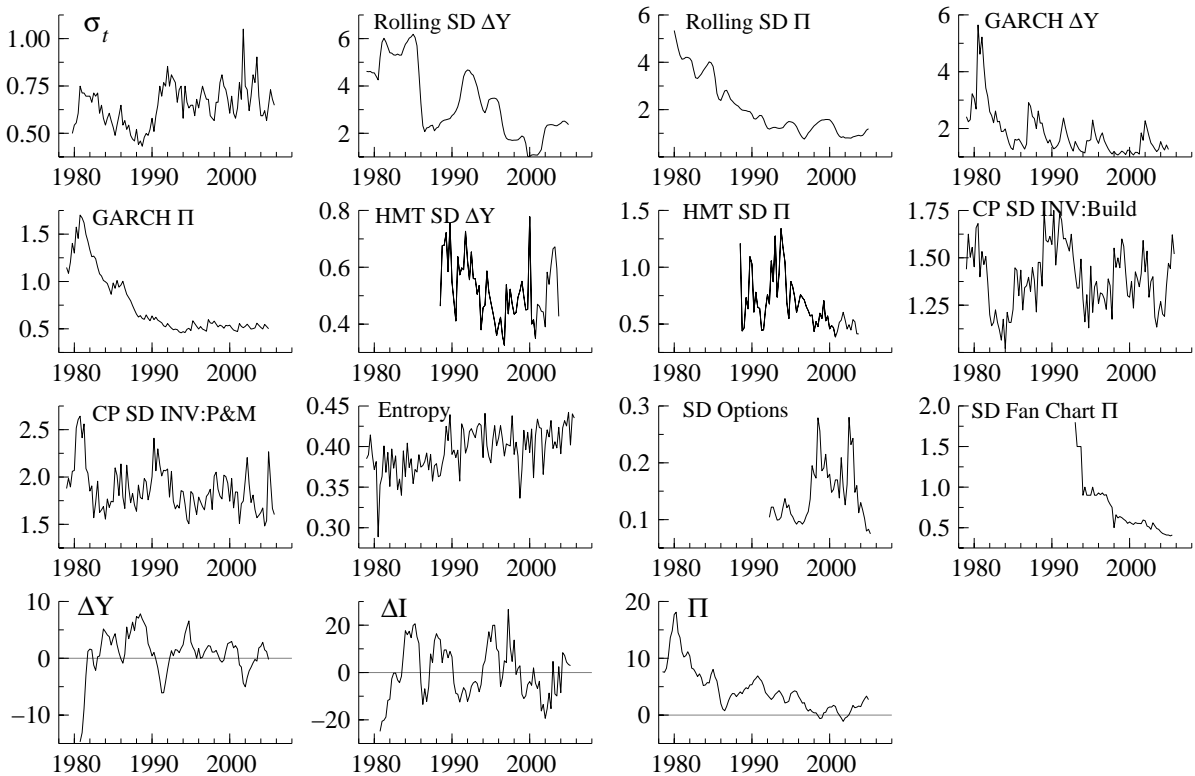 σt
Rolling SD ΔY
Rolling SD Π
GARCH ΔY
1.00
0.75
0.50
6
4
2
6
4
2
6
4
2
1980 1990 2000
1980 1990 2000
1980 1990 2000
1980 1990 2000
GARCH Π
HMT SD ΔY
HMT SD Π
CP SD INV:Build
1.5
1.0
0.5
0.8
0.6
0.4
1.5
1.0
0.5
1.75
1.50
1.25
1980 1990 2000
1980 1990 2000
1980 1990 2000
1980 1990 2000
CP SD INV:P&M
Entropy
SD Options
SD Fan Chart Π
2.5
2.0
1.5
0.45
0.40
0.35
0.30
0.3
0.2
0.1
2.0
1.5
1.0
0.5
1980 1990 2000
1980 1990 2000
1980 1990 2000
1980 1990 2000
ΔY
ΔI
Π
10
0
−10
20
0
−20
20
10
0
1980 1990 2000
1980 1990 2000
1980 1990 2000